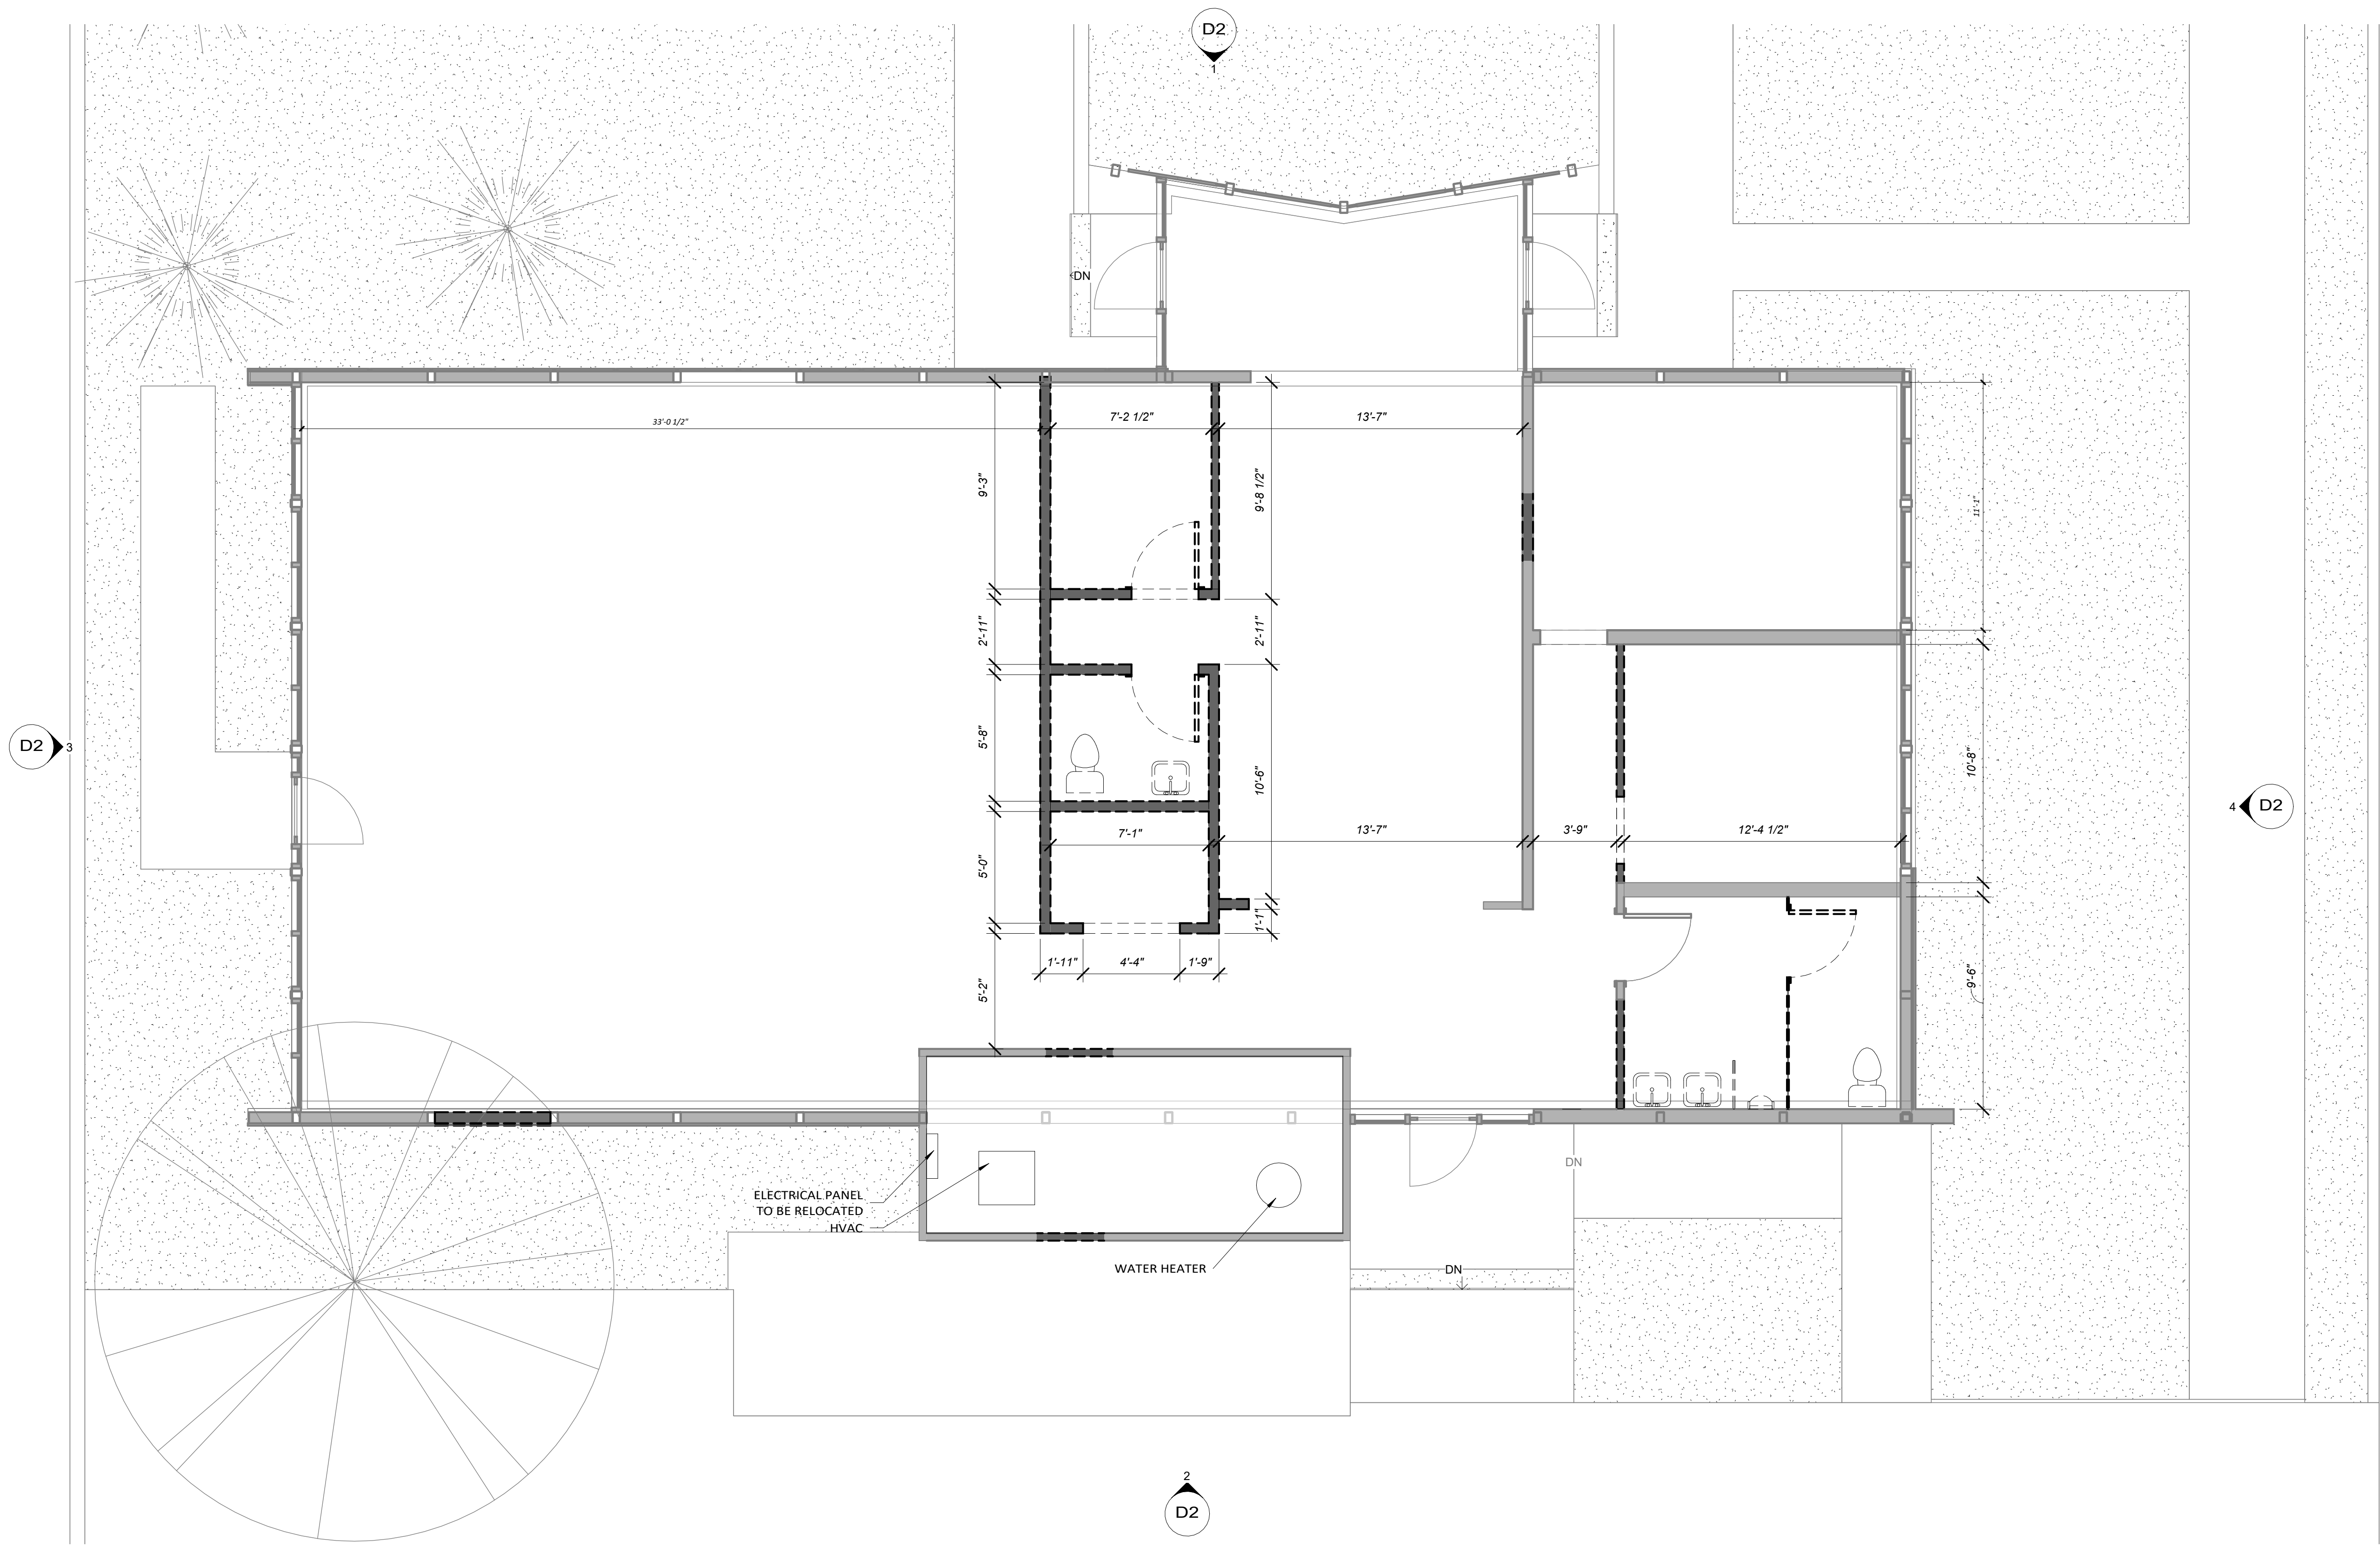 D2
1
DN
33'-0 1/2"
7'-2 1/2"
13'-7"
9'-3"
9'-8 1/2"
11'-1"
2'-11"
2'-11"
D2
3
5'-8"
10'-6"
10'-8"
4
D2
7'-1"
13'-7"
3'-9"
12'-4 1/2"
5'-0"
1'-1"
1'-11"
4'-4"
1'-9"
5'-2"
9'-6"
DN
ELECTRICAL PANEL
TO BE RELOCATED
HVAC
WATER HEATER
DN
2
D2